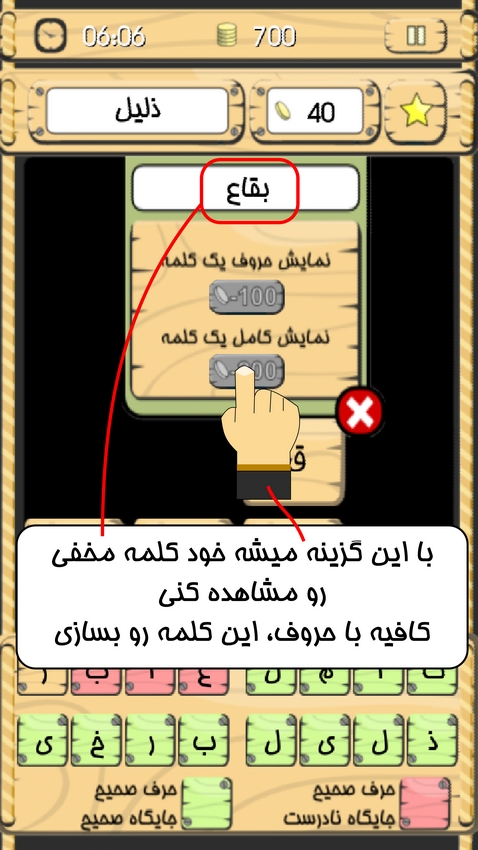 06:06
700
ذلیل
40
بقاع
نمایش حروف یک کلمه
-100
نمایش کامل یک کلمه
با این گزینه میشه خود کلمه مخفی
رو مشاهده کنی
کافیه با حروف، این کلمه رو بسازی
ذ ل ی ل ب ر خ ی
حرف صحیح
جایگاه نادرست
حرف صحیح
جایگاه صحیح